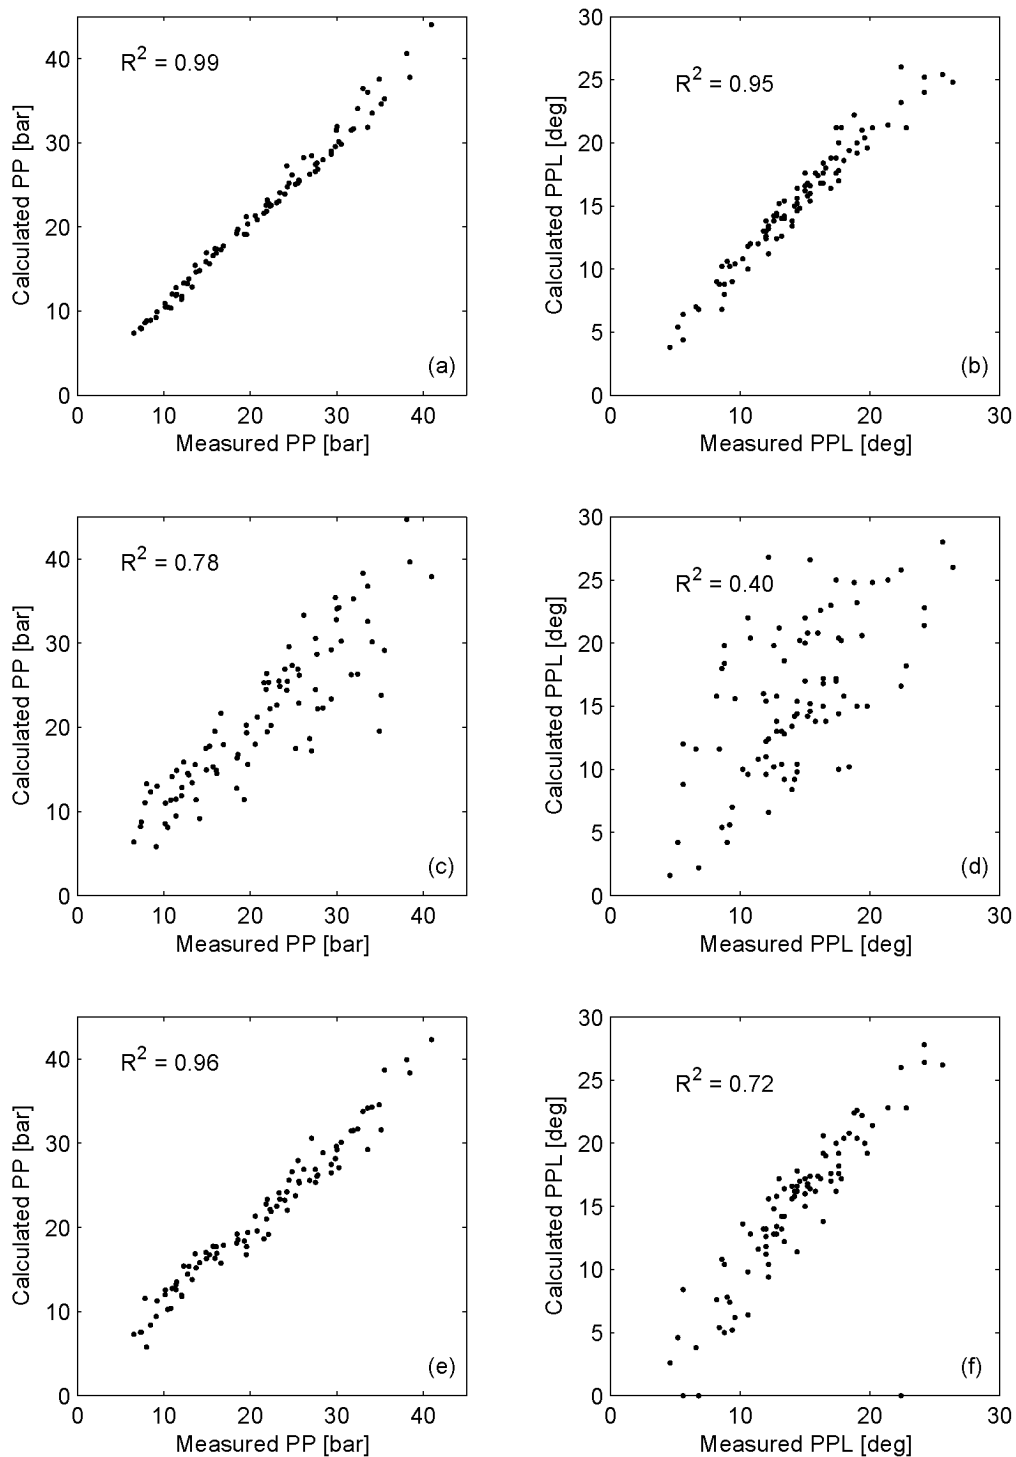 40
30
20
10
0
Calculated PP [bar]
R² = 0.99
(a)
0 10 20 30 40
Measured PP [bar]
30
25
20
15
10
5
0
Calculated PPL [deg]
R² = 0.95
(b)
0 10 20 30
Measured PPL [deg]
40
30
20
10
0
Calculated PP [bar]
R² = 0.78
(c)
0 10 20 30 40
Measured PP [bar]
30
25
20
15
10
5
0
Calculated PPL [deg]
R² = 0.40
(d)
0 10 20 30
Measured PPL [deg]
40
30
20
10
0
Calculated PP [bar]
R² = 0.96
(e)
0 10 20 30 40
Measured PP [bar]
30
25
20
15
10
5
0
Calculated PPL [deg]
R² = 0.72
(f)
0 10 20 30
Measured PPL [deg]